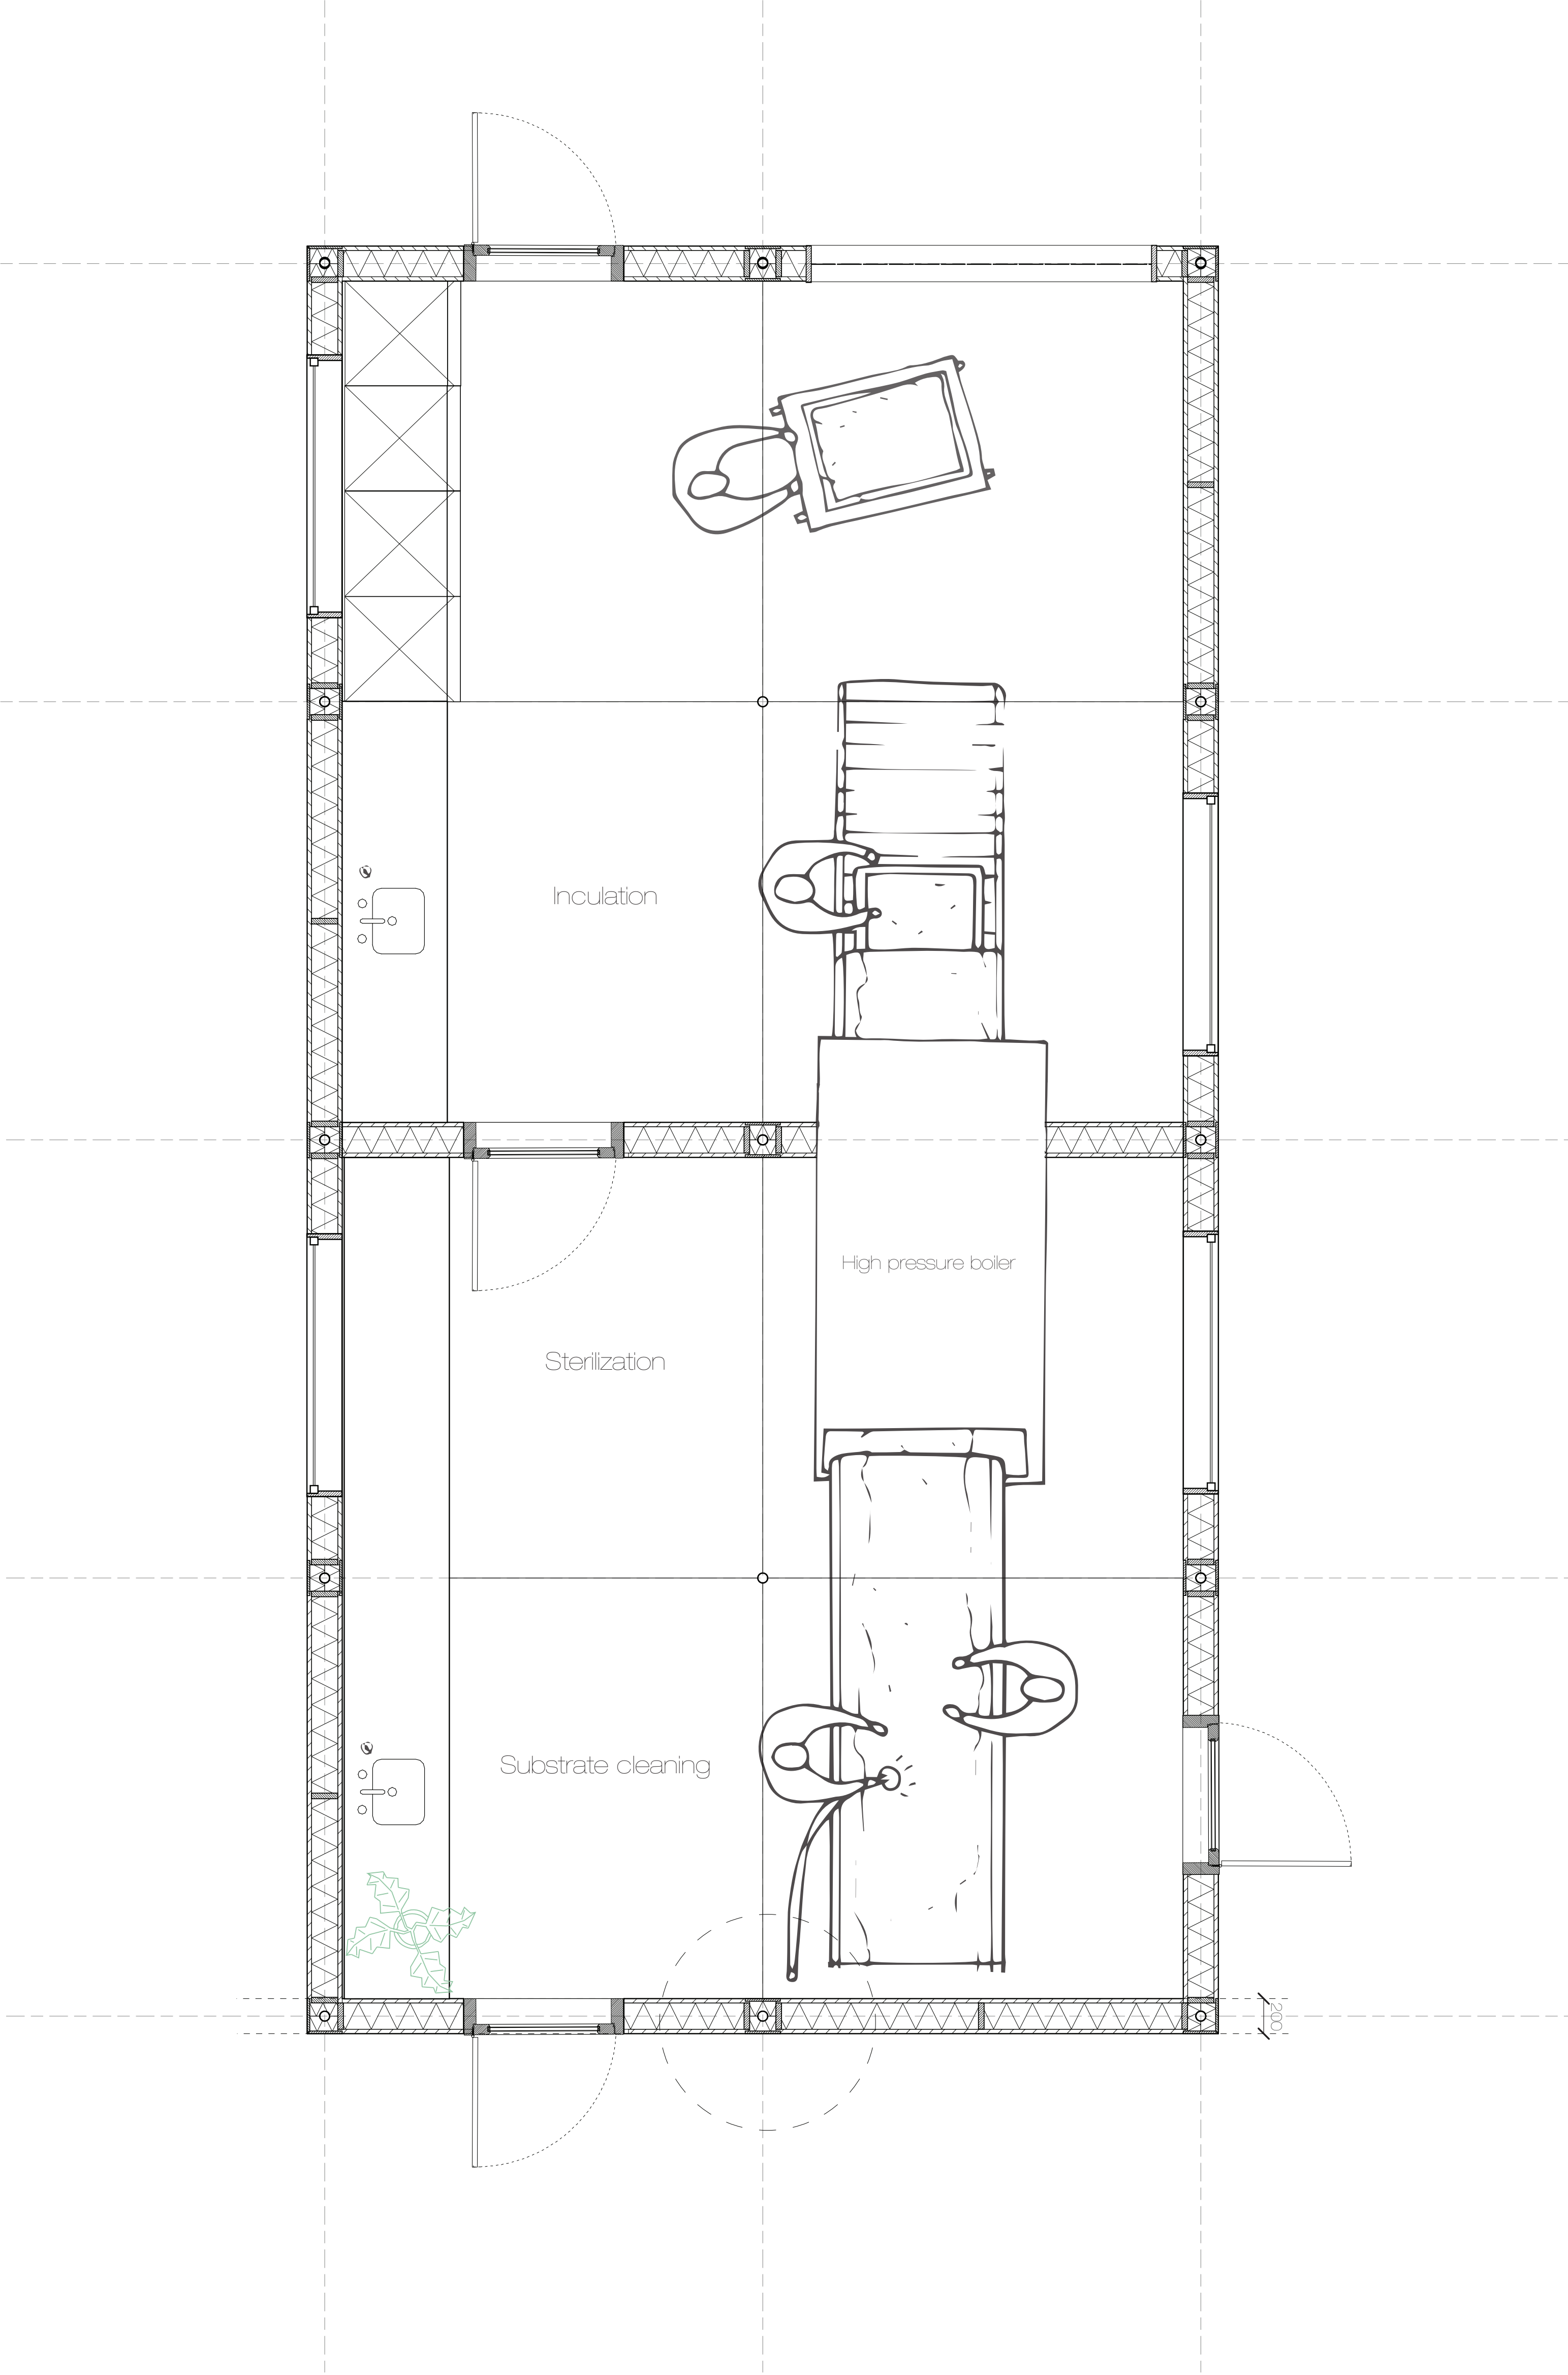 Inculation
High pressure boiler
Sterilization
Substrate cleaning
200